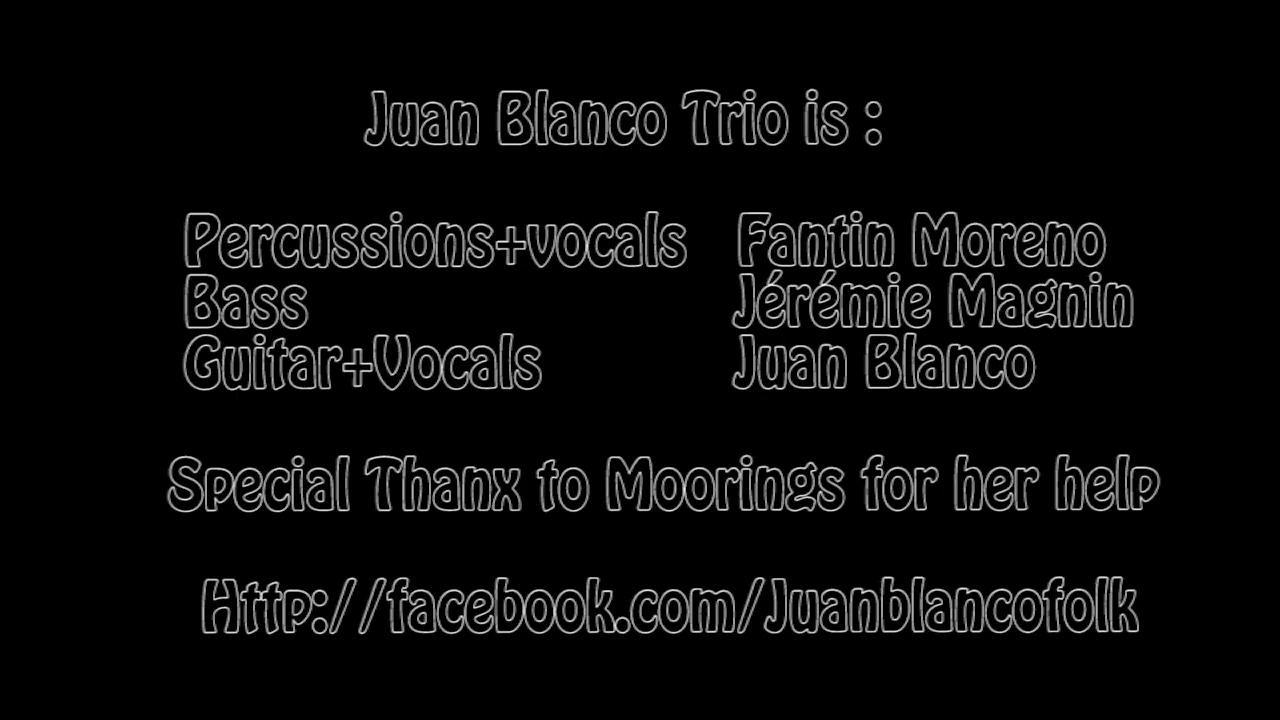 Juan Blanco Trio is :
Percussions+vocals Fantin Moreno
Bass Jérémie Magnin
Guitar+Vocals Juan Blanco
Special Thanx to Moorings for her help
Http://facebook.com/Juanblancofolk